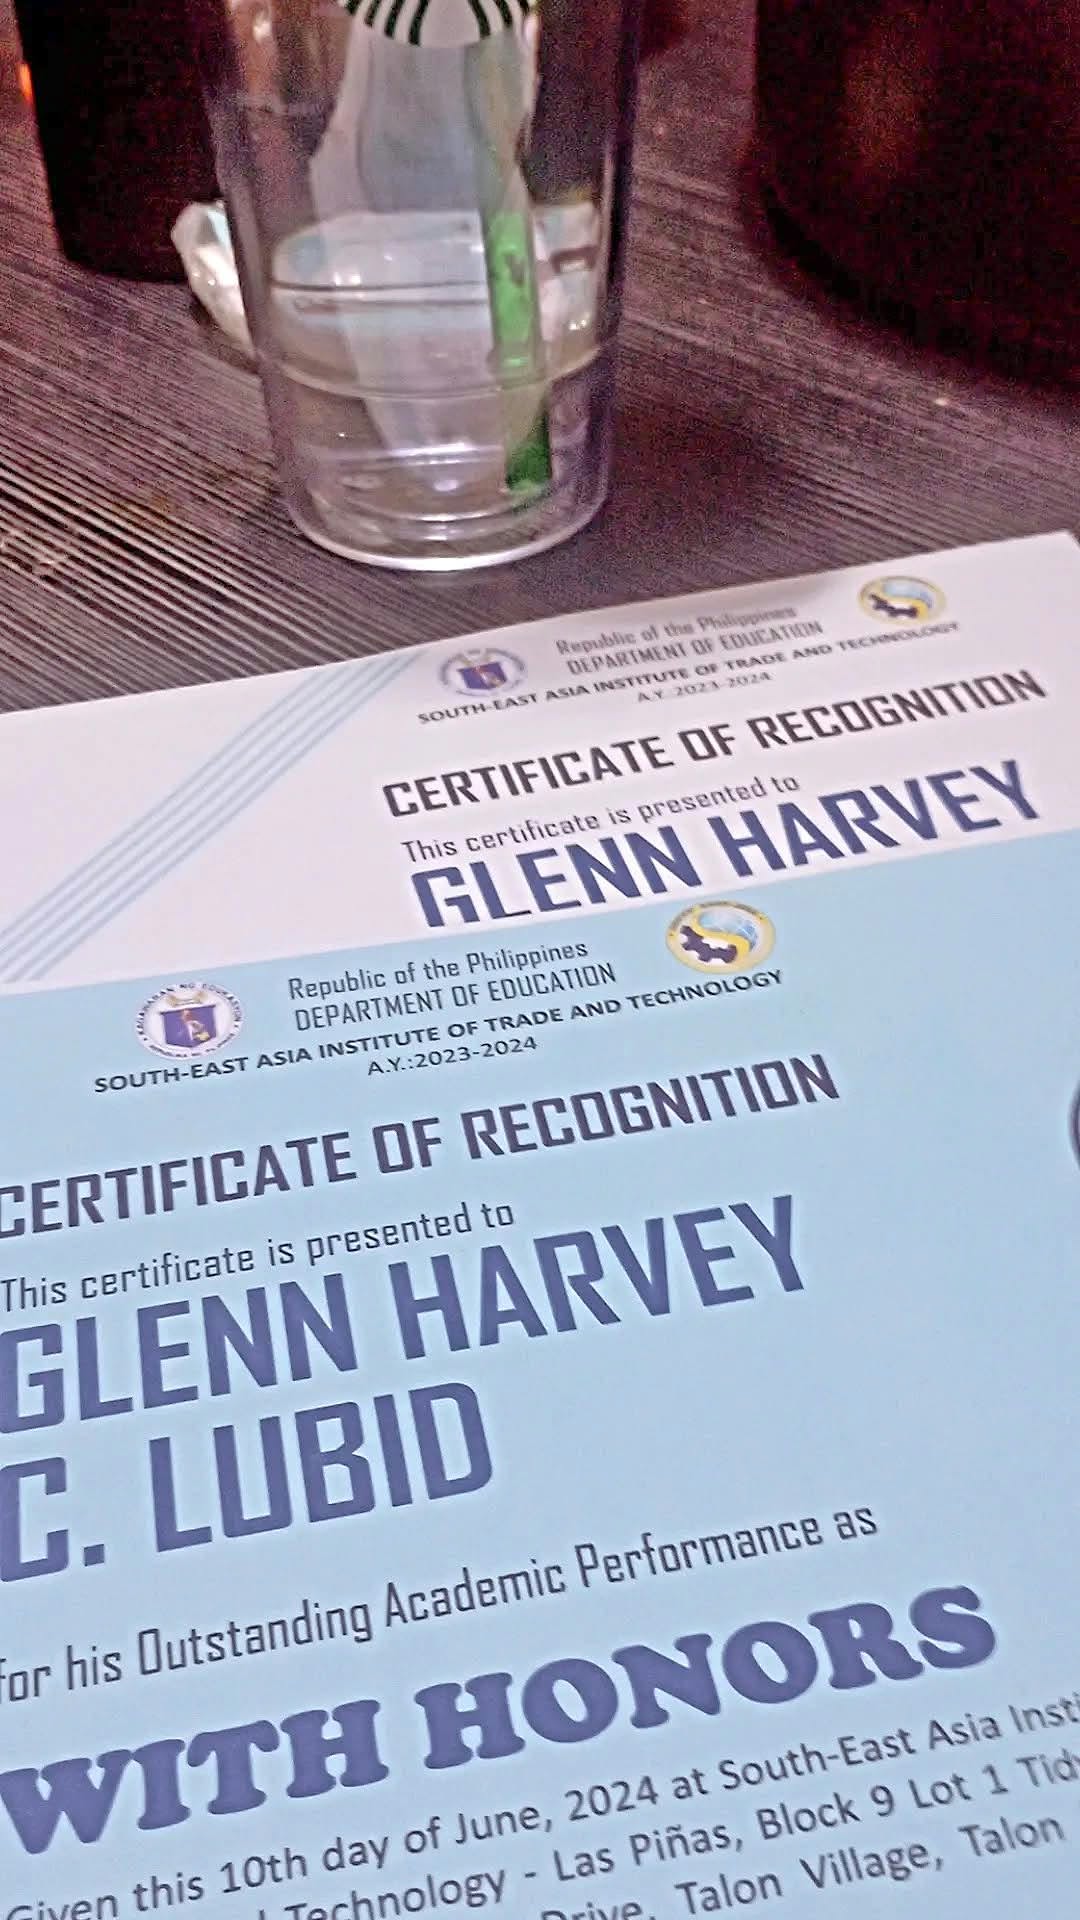 Republic of the Philippines
DEPARTMENT OF EDUCATION
SOUTH-EAST ASIA INSTITUTE OF TRADE AND TECHNOLOGY
A.Y. 2023-2024
CERTIFICATE OF RECOGNITION
This certificate is presented to
GLENN HARVEY
Republic of the Philippines
DEPARTMENT OF EDUCATION
SOUTH-EAST ASIA INSTITUTE OF TRADE AND TECHNOLOGY
A.Y.:2023-2024
CERTIFICATE OF RECOGNITION
This certificate is presented to
GLENN HARVEY
C. LUBID
for his Outstanding Academic Performance as
WITH HONORS
Given this 10th day of June, 2024 at South-East Asia Insti
Technology - Las Piñas, Block 9 Lot 1 Tid
Drive, Talon Village, Talon